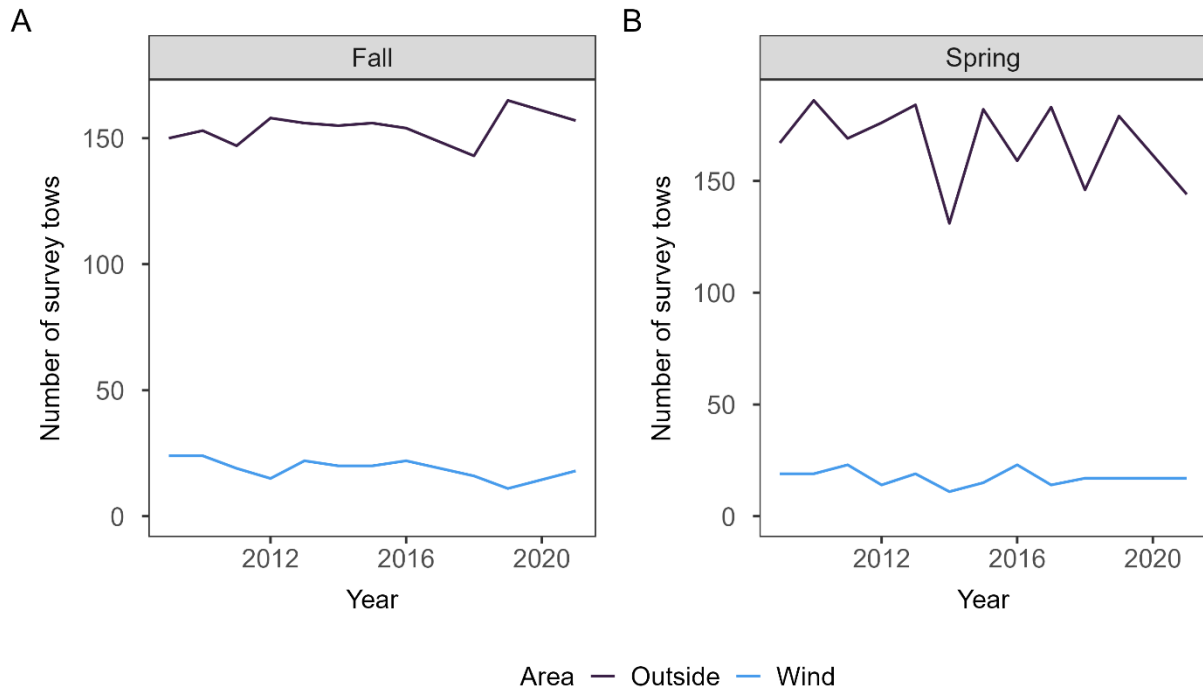 A
Fall
Number of survey tows
150
100
50
0
2012
2016
2020
Year
B
Spring
Number of survey tows
150
100
50
0
2012
2016
2020
Year
Area Outside Wind